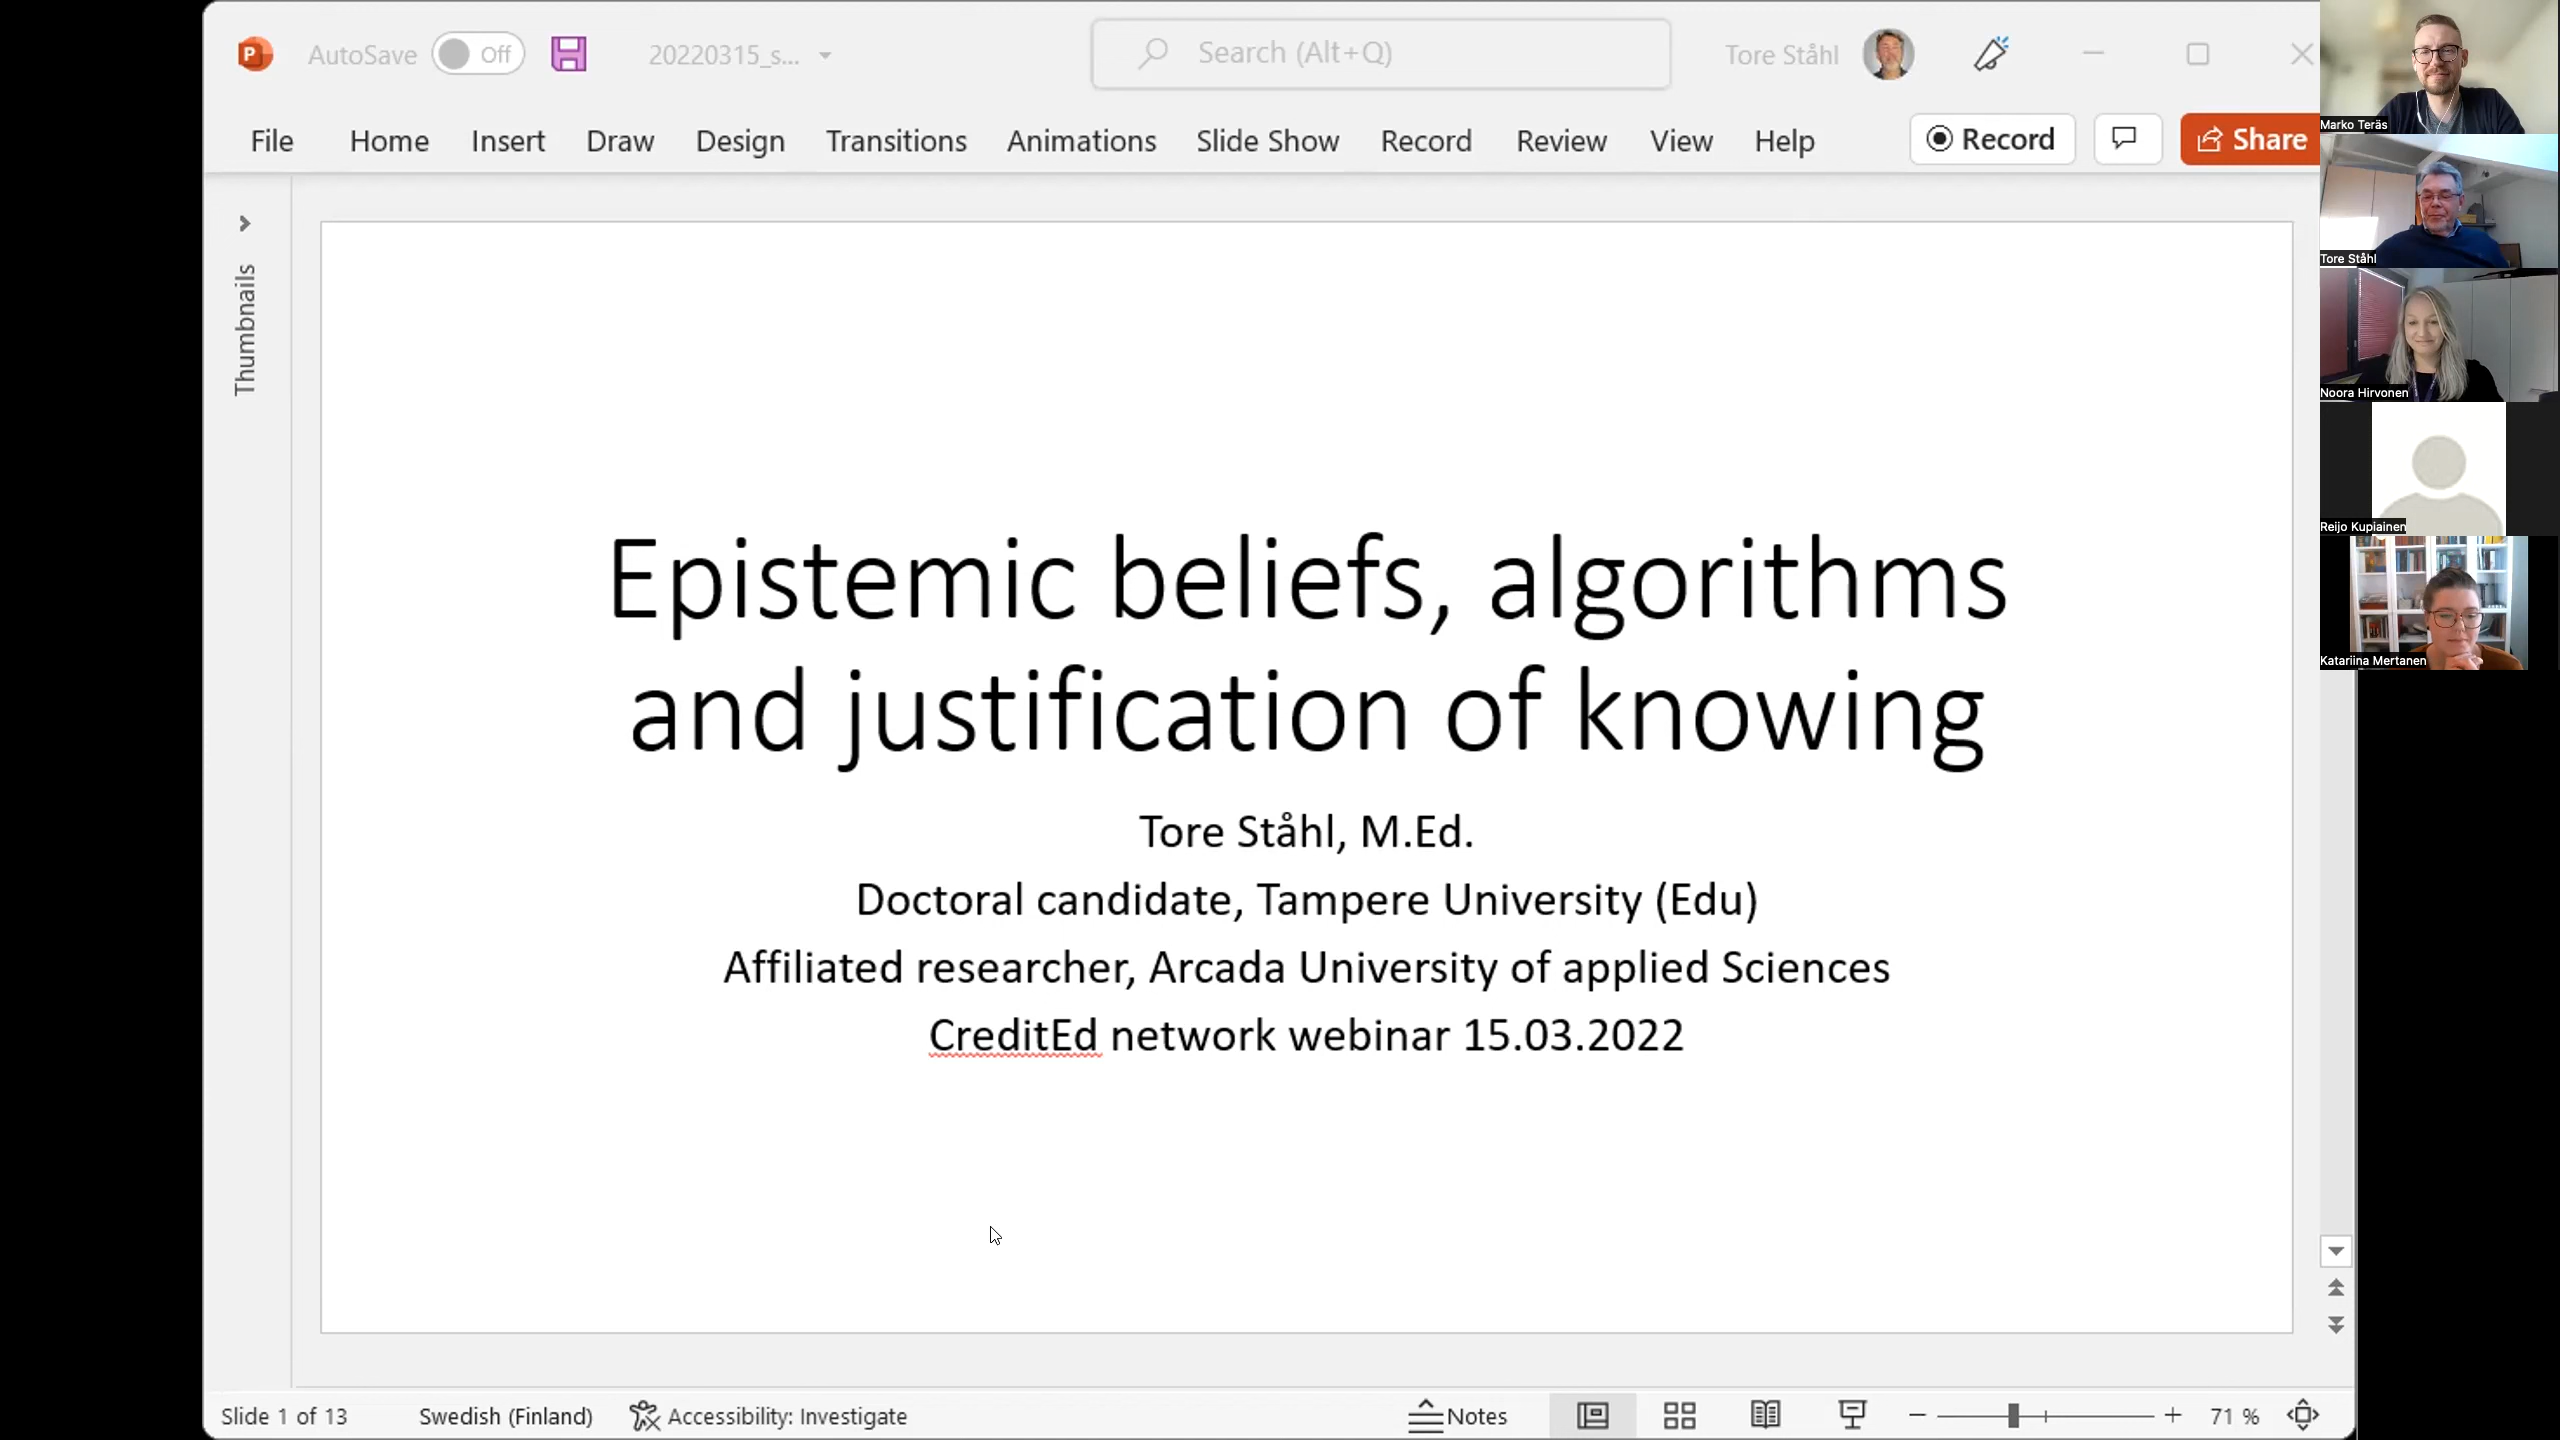 AutoSave Off 20220315_s... Search (Alt+Q) Tore Ståhl
File Home Insert Draw Design Transitions Animations Slide Show Record Review View Help Record Share
Thumbnails
Epistemic beliefs, algorithms
and justification of knowing
Tore Ståhl, M.Ed.
Doctoral candidate, Tampere University (Edu)
Affiliated researcher, Arcada University of applied Sciences
CreditEd network webinar 15.03.2022
Slide 1 of 13 Swedish (Finland) Accessibility: Investigate Notes 71 %
Marko Teräs
Tore Ståhl
Noora Hirvonen
Reijo Kupiainen
Katariina Mertanen